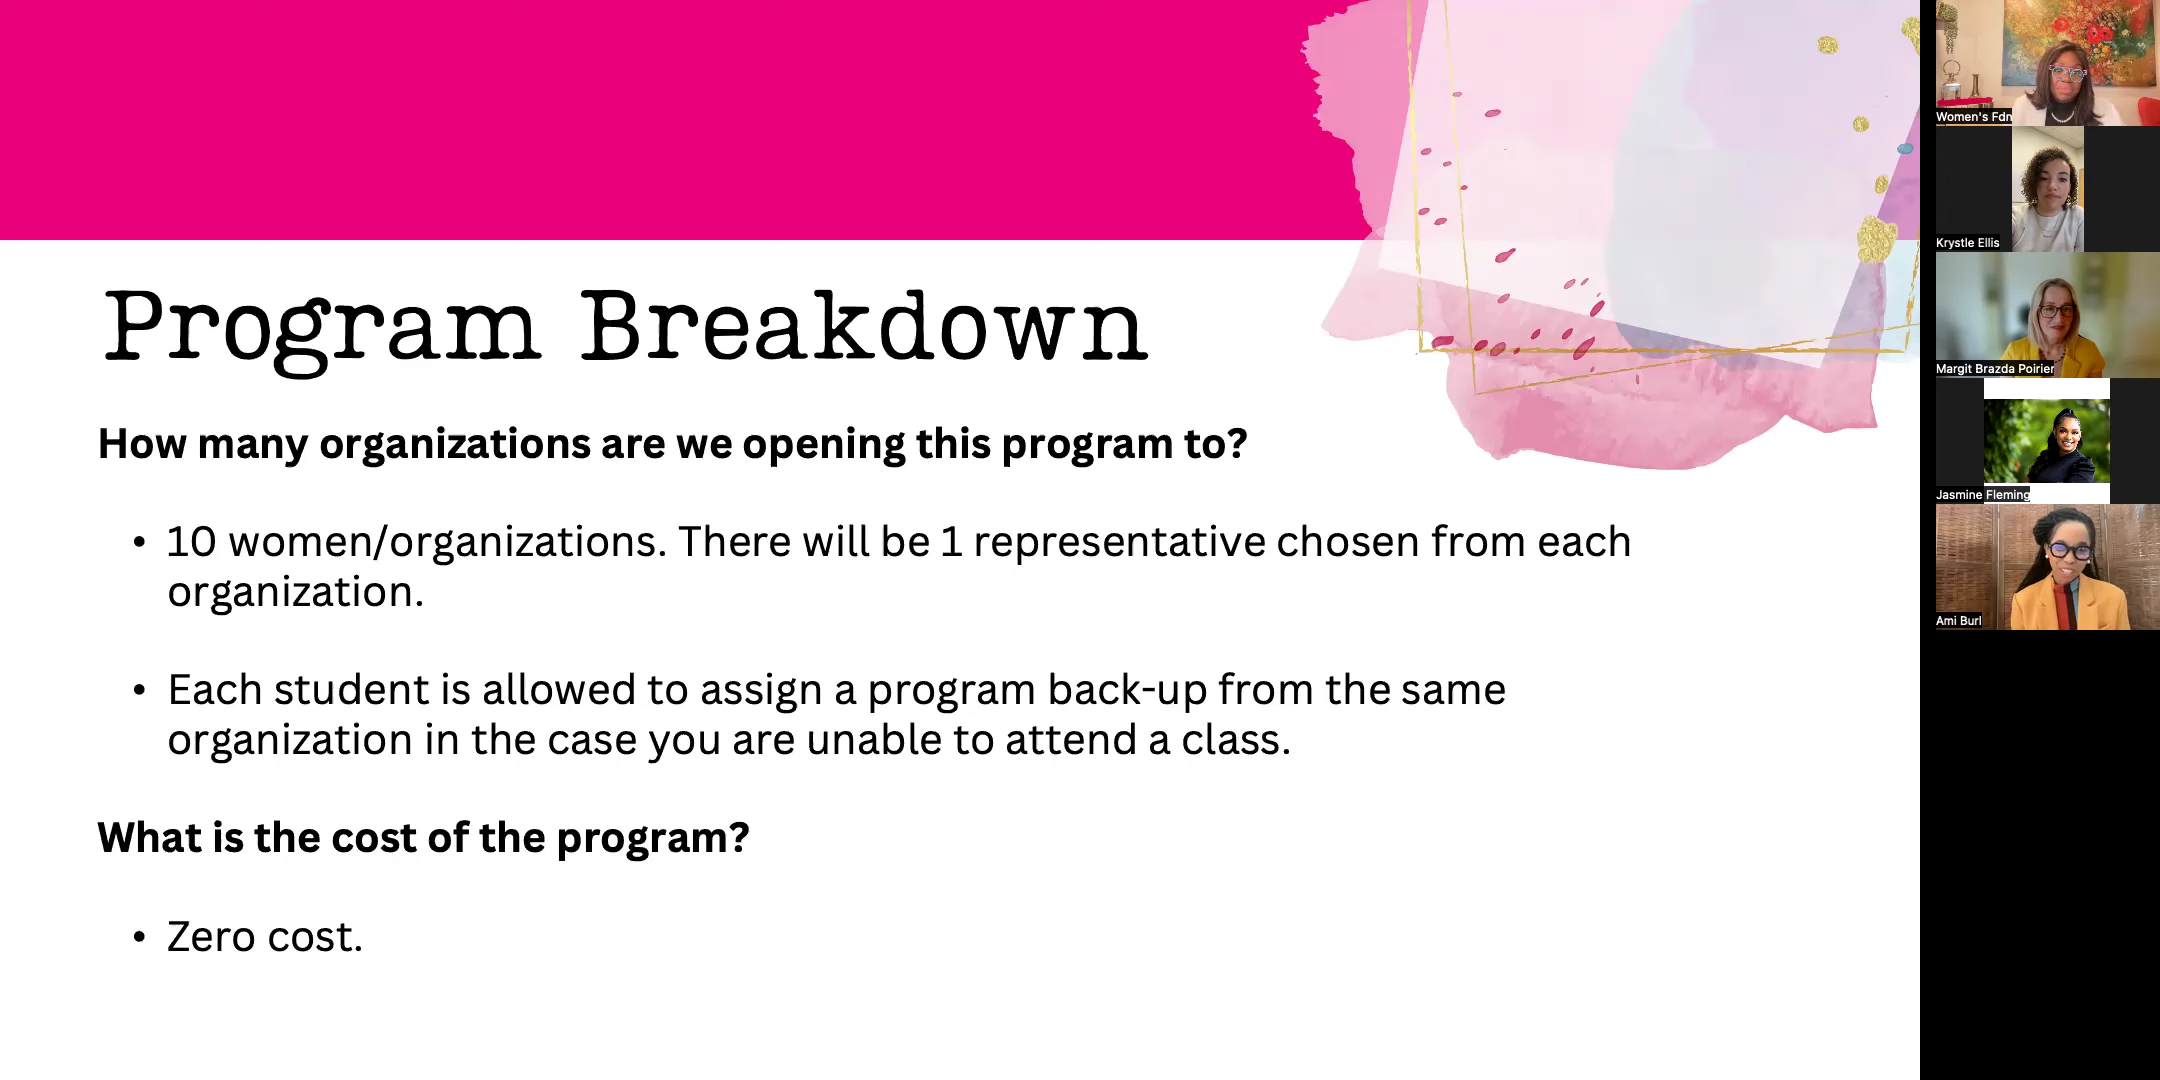 Program Breakdown
How many organizations are we opening this program to?
• 10 women/organizations. There will be 1 representative chosen from each
organization.
• Each student is allowed to assign a program back-up from the same
organization in the case you are unable to attend a class.
What is the cost of the program?
• Zero cost.
Women's Fdn
Krystle Ellis
Margit Brazda Poirier
Jasmine Fleming
Ami Burl